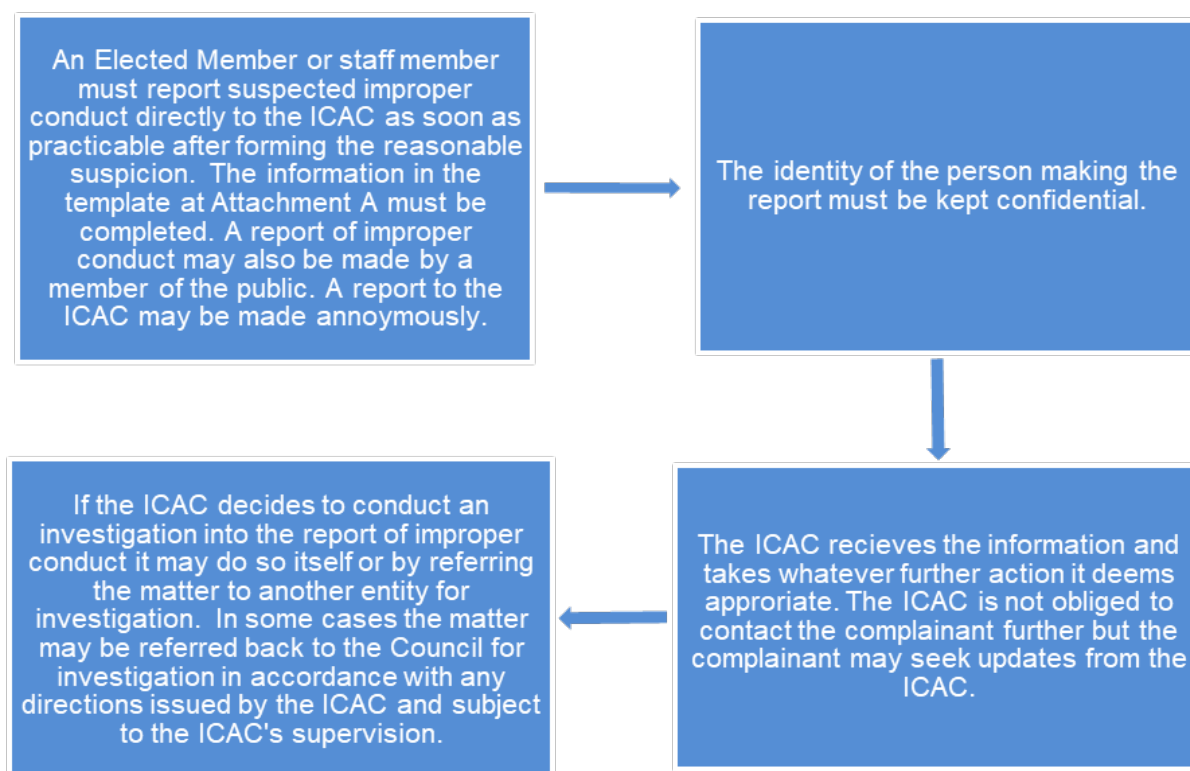 An Elected Member or staff member
must report suspected improper
conduct directly to the ICAC as soon as
practicable after forming the reasonable
suspicion. The information in the
template at Attachment A must be
completed. A report of improper
conduct may also be made by a
member of the public. A report to the
ICAC may be made annoymously.
The identity of the person making the
report must be kept confidential.
The ICAC recieves the information and
takes whatever further action it deems
approriate. The ICAC is not obliged to
contact the complainant further but the
complainant may seek updates from the
ICAC.
If the ICAC decides to conduct an
investigation into the report of improper
conduct it may do so itself or by referring
the matter to another entity for
investigation. In some cases the matter
may be referred back to the Council for
investigation in accordance with any
directions issued by the ICAC and subject
to the ICAC's supervision.